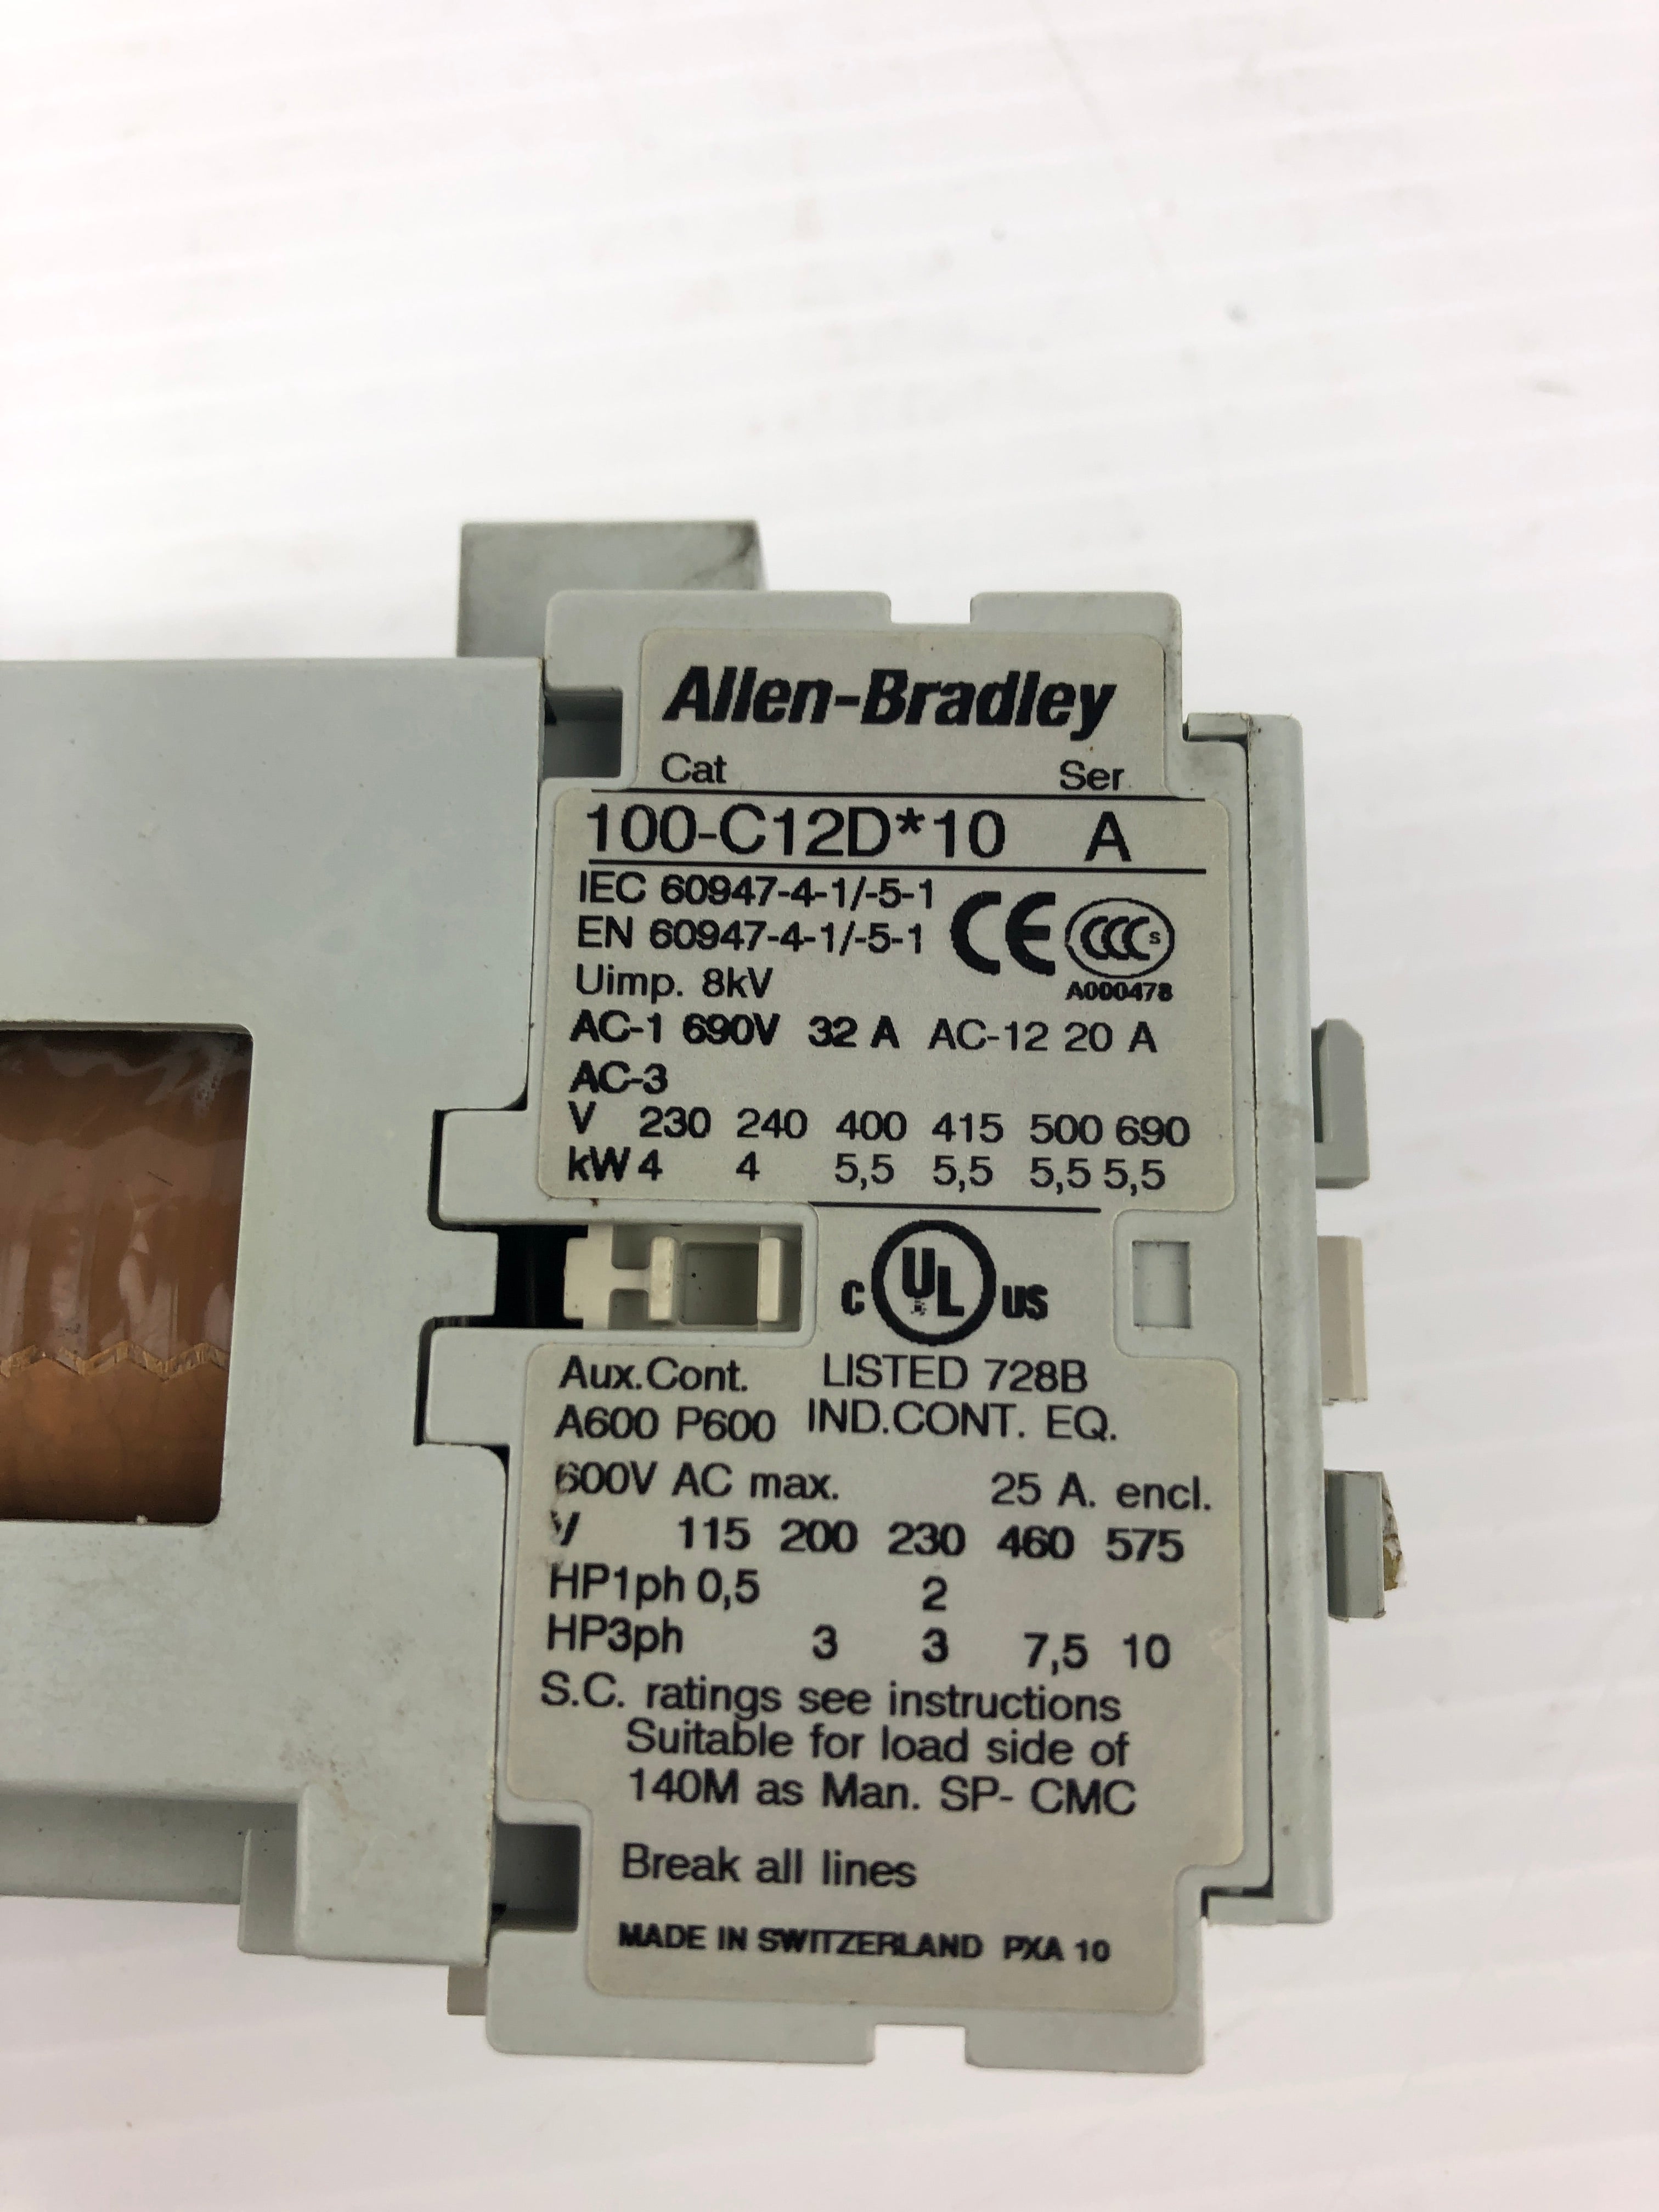 Allen-Bradley
Cat Ser
100-C12D*10 A
IEC 60947-4-1/-5-1
EN 60947-4-1/-5-1
CE CCC S
Uimp. 8kV A000478
AC-1 690V 32 A AC-12 20 A
AC-3
V 230 240 400 415 500 690
kW 4 4 5,5 5,5 5,5 5,5
C UL US
Aux.Cont. LISTED 728B
A600 P600 IND.CONT. EQ.
600V AC max. 25 A. encl.
V 115 200 230 460 575
HP1ph 0,5 2
HP3ph 3 3 7,5 10
S.C. ratings see instructions
Suitable for load side of
140M as Man. SP- CMC
Break all lines
MADE IN SWITZERLAND PXA 10